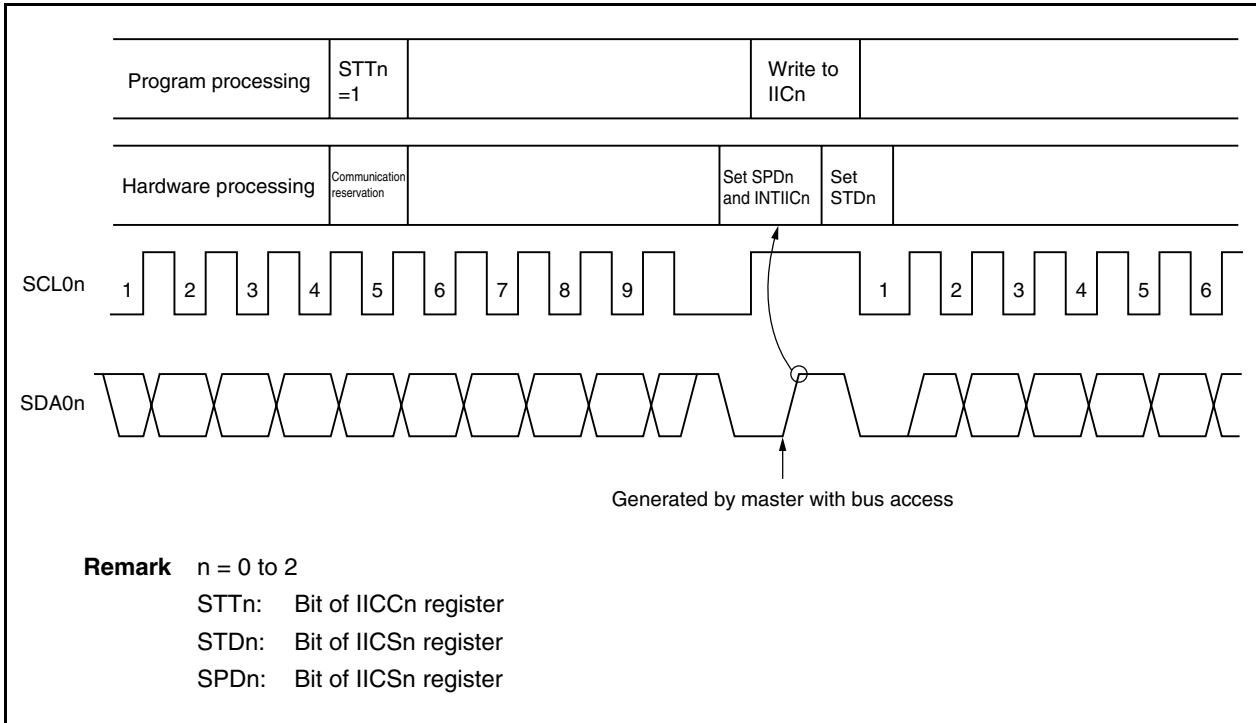 Program processing
STTn
=1
Write to
IICn
Hardware processing
Communication
reservation
Set SPDn
and INTIICn
Set
STDn
SCL0n
1 2 3 4 5 6 7 8 9 1 2 3 4 5 6
SDA0n
Generated by master with bus access
Remark n = 0 to 2
STTn: Bit of IICCn register
STDn: Bit of IICSn register
SPDn: Bit of IICSn register